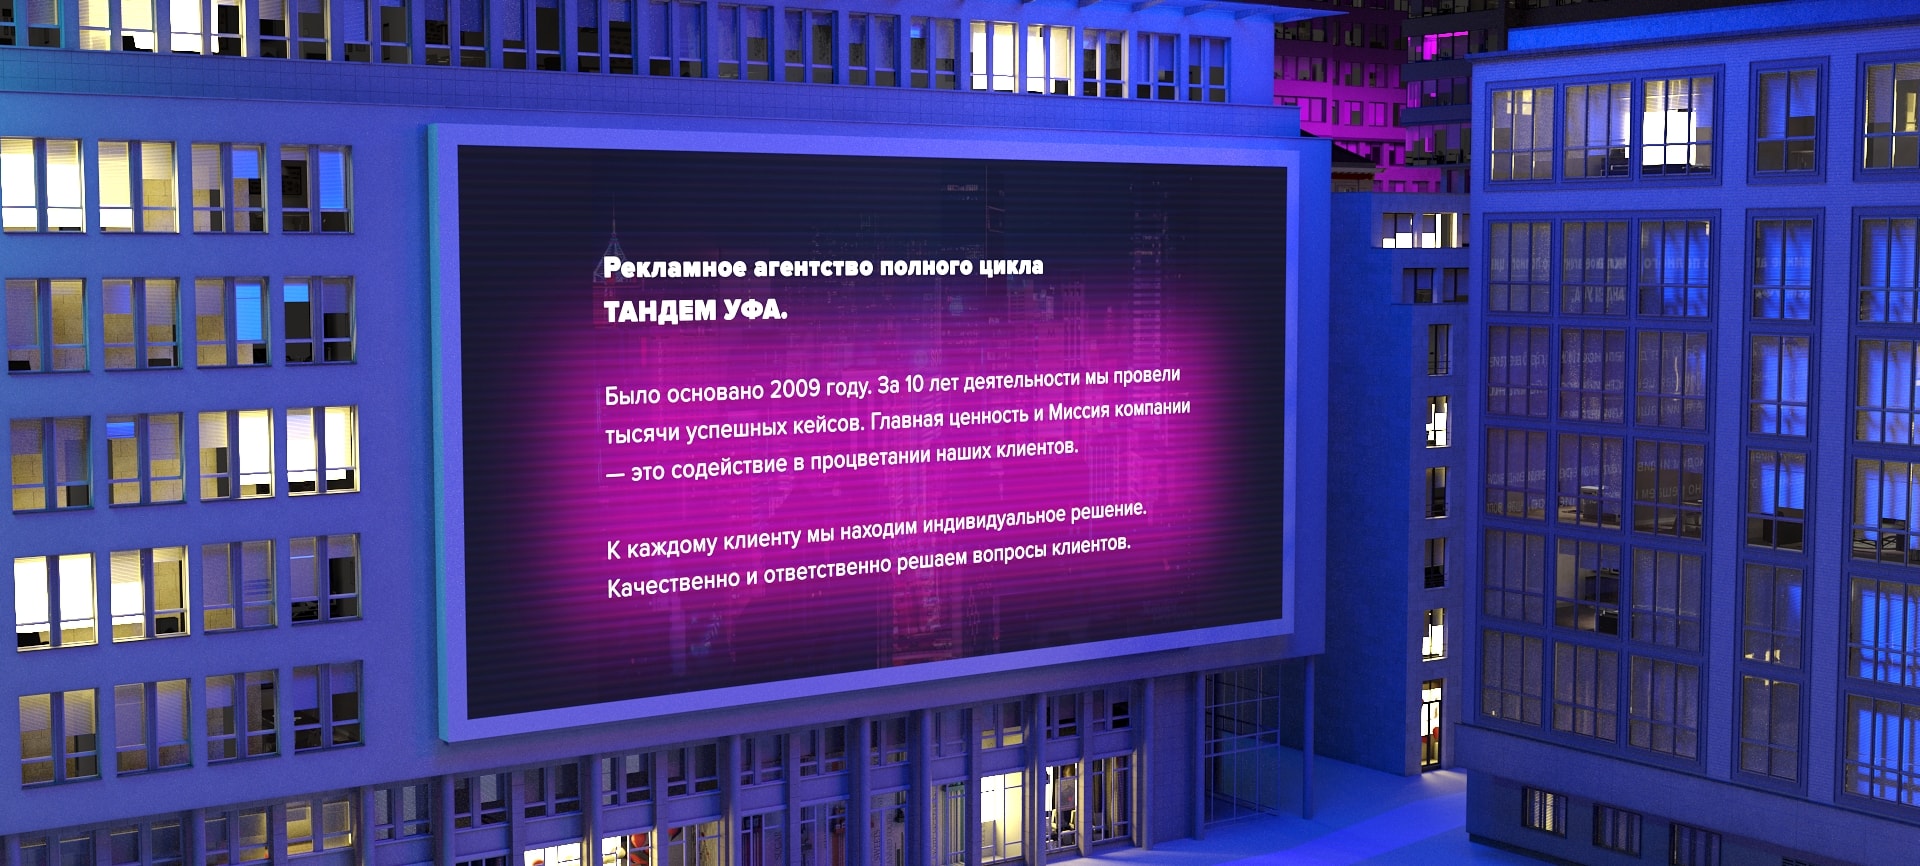 Рекламное агентство полного цикла
ТАНДЕМ УФА.
Было основано 2009 году. За 10 лет деятельности мы провели
тысячи успешных кейсов. Главная ценность и Миссия компании
— это содействие в процветании наших клиентов.
К каждому клиенту мы находим индивидуальное решение.
Качественно и ответственно решаем вопросы клиентов.